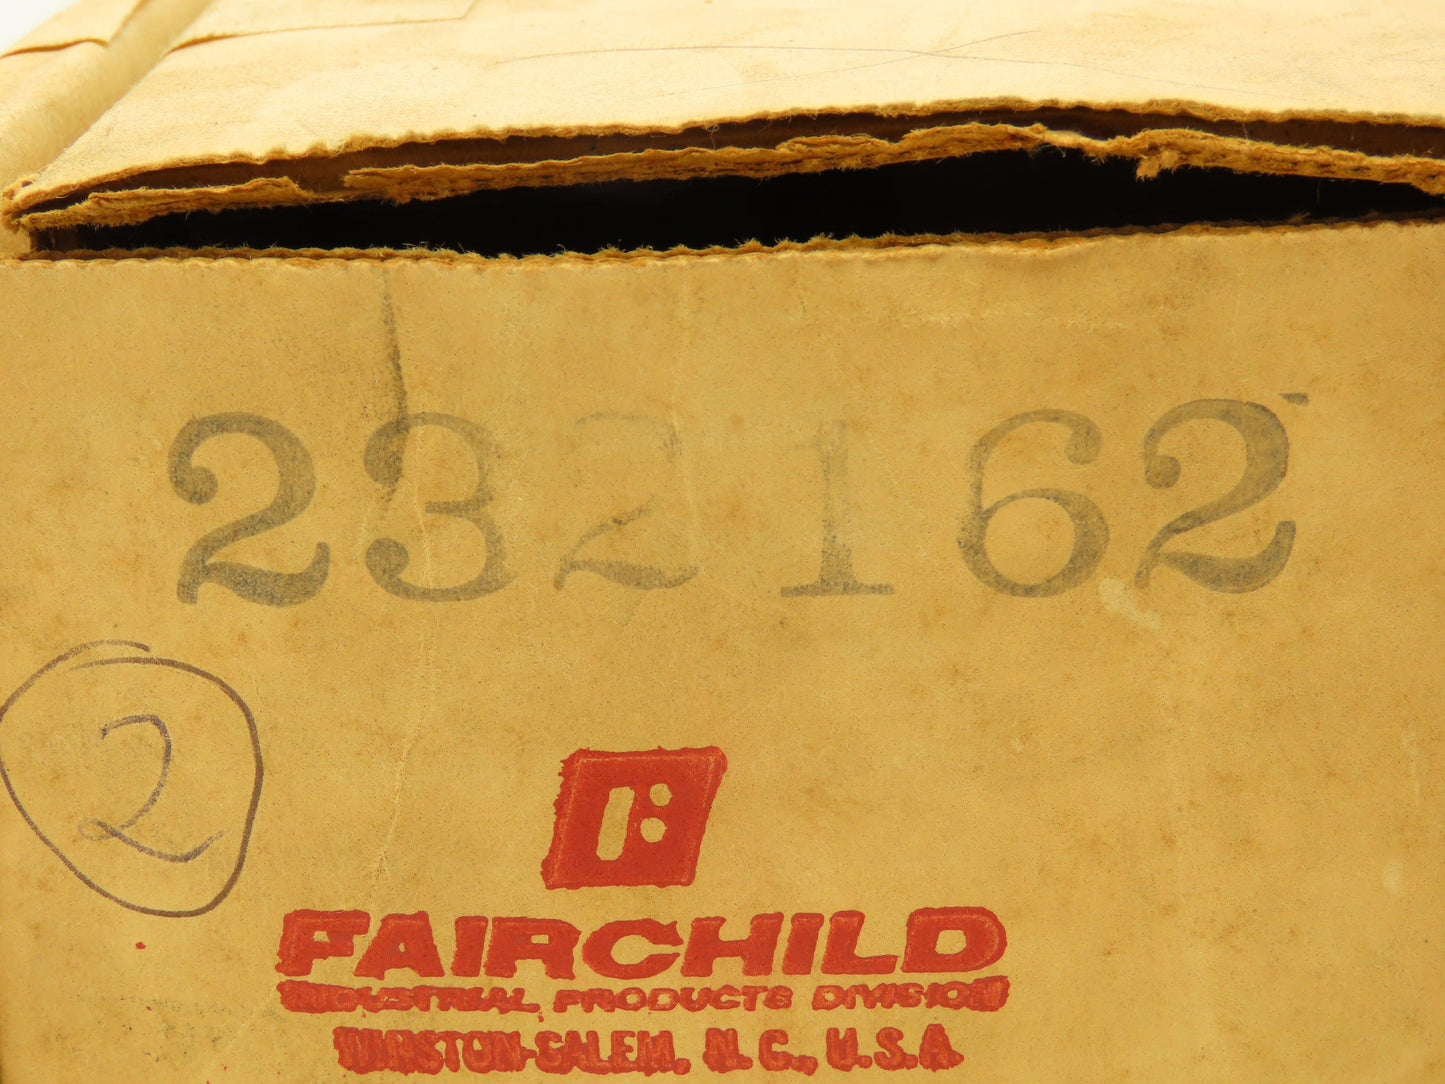 232162
2
FAIRCHILD
INDUSTRIAL PRODUCTS DIVISION
WINSTON-SALEM, N.C., U.S.A.